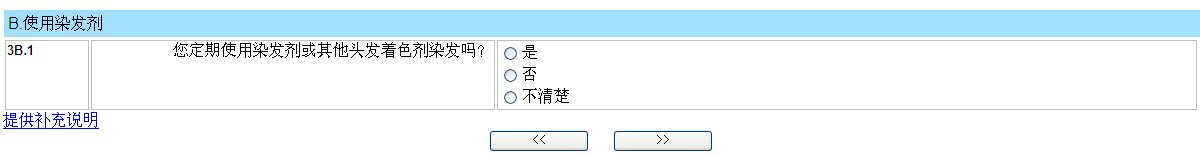 B.使用染发剂
3B.1 您定期使用染发剂或其他头发着色剂染发吗？ 是
否
不清楚
提供补充说明
<< >>